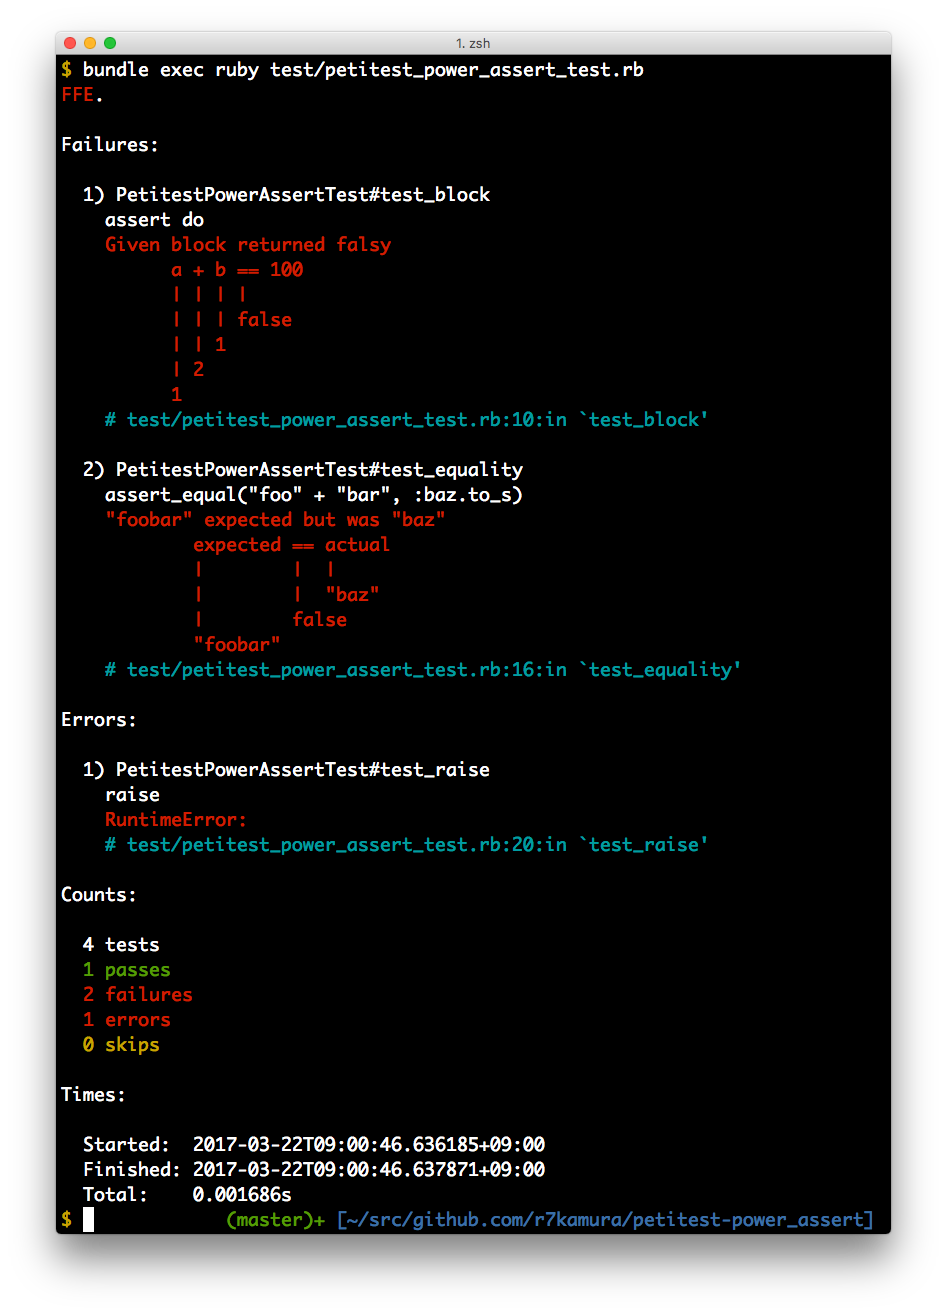 1. zsh
$ bundle exec ruby test/petitest_power_assert_test.rb
FFE.
Failures:
1) PetitestPowerAssertTest#test_block
assert do
Given block returned falsy
a + b == 100
| | | |
| | | false
| | 1
| 2
1
# test/petitest_power_assert_test.rb:10:in `test_block'
2) PetitestPowerAssertTest#test_equality
assert_equal("foo" + "bar", :baz.to_s)
"foobar" expected but was "baz"
expected == actual
|        |  |
|        |  "baz"
|        false
"foobar"
# test/petitest_power_assert_test.rb:16:in `test_equality'
Errors:
1) PetitestPowerAssertTest#test_raise
raise
RuntimeError:
# test/petitest_power_assert_test.rb:20:in `test_raise'
Counts:
4 tests
1 passes
2 failures
1 errors
0 skips
Times:
Started:  2017-03-22T09:00:46.636185+09:00
Finished: 2017-03-22T09:00:46.637871+09:00
Total:    0.001686s
$ (master)+ [~/src/github.com/r7kamura/petitest-power_assert]